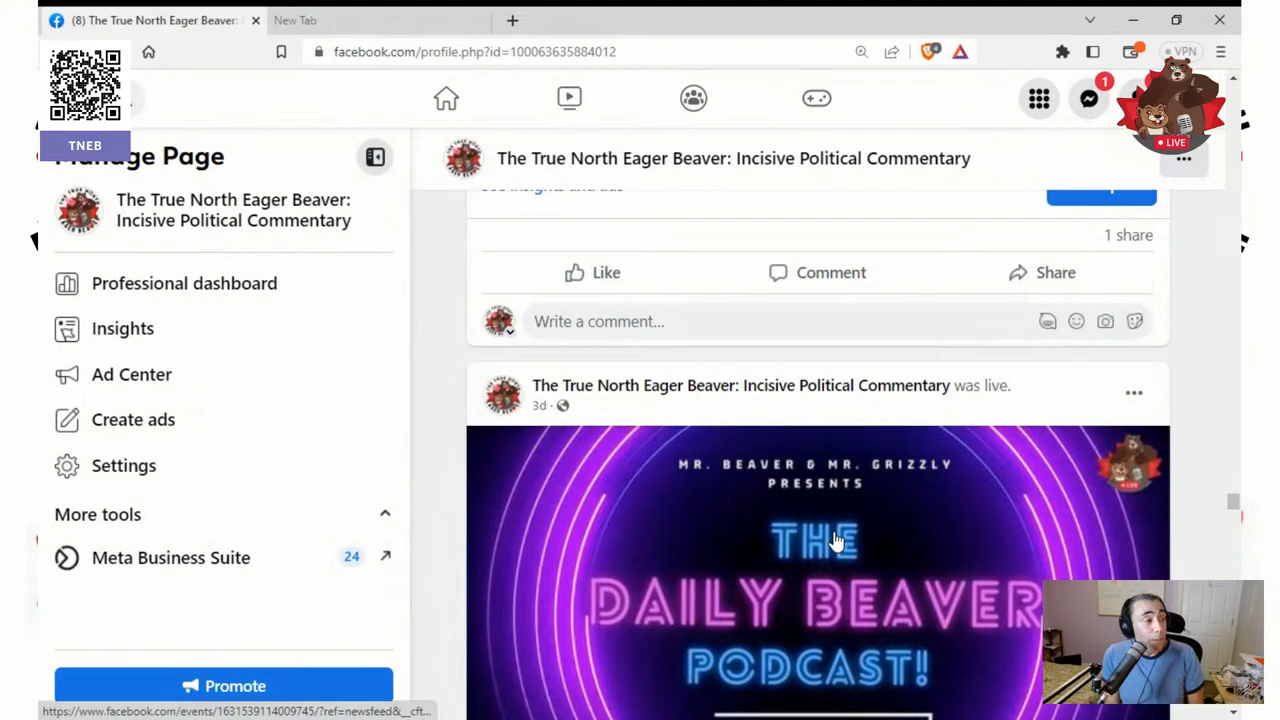 (8) The True North Eager Beaver:
New Tab
facebook.com/profile.php?id=100063635884012
4
VPN
1
TNEB
LIVE
Manage Page
The True North Eager Beaver: Incisive Political Commentary
The True North Eager Beaver:
Incisive Political Commentary
1 share
Professional dashboard
Like
Comment
Share
Insights
Write a comment...
Ad Center
The True North Eager Beaver: Incisive Political Commentary was live.
3d
Create ads
Settings
MR. BEAVER & MR. GRIZZLY
PRESENTS
LIVE
More tools
THE
Meta Business Suite
24
DAILY BEAVER
PODCAST!
Promote
https://www.facebook.com/events/1631539114009745/?ref=newsfeed&__cft...